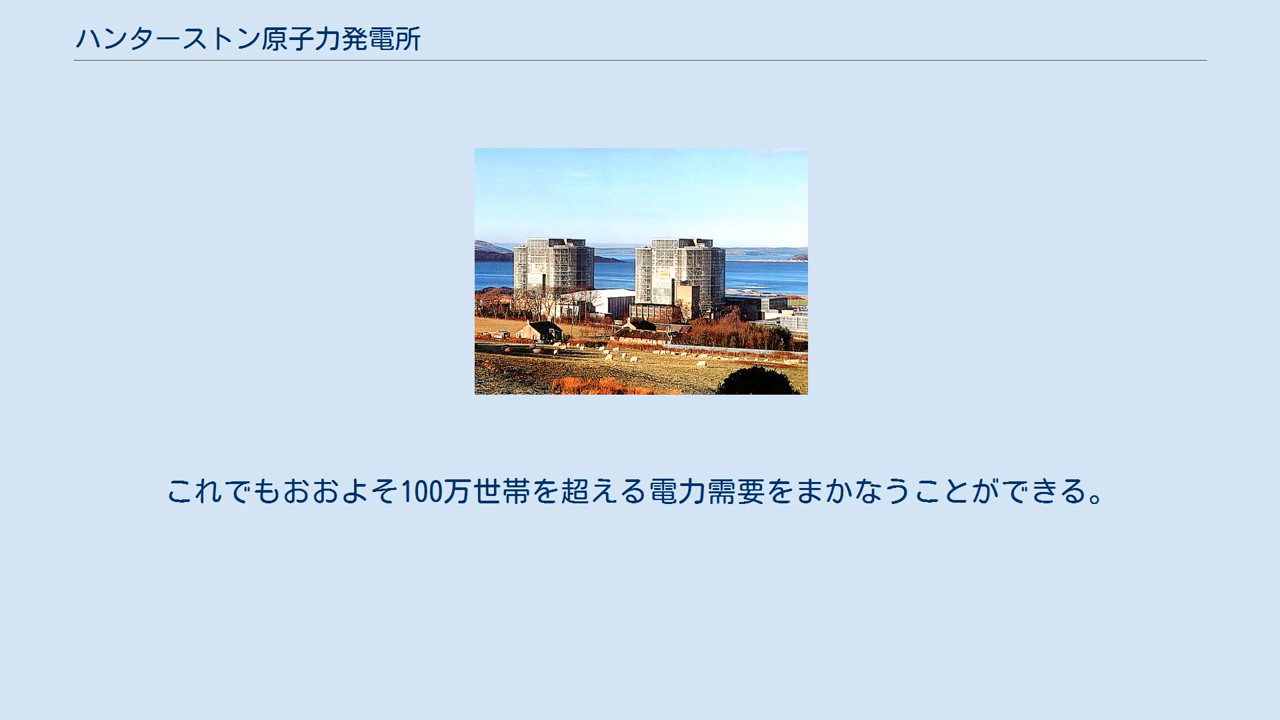 ハンターストン原子力発電所
これでもおおよそ100万世帯を超える電力需要をまかなうことができる。